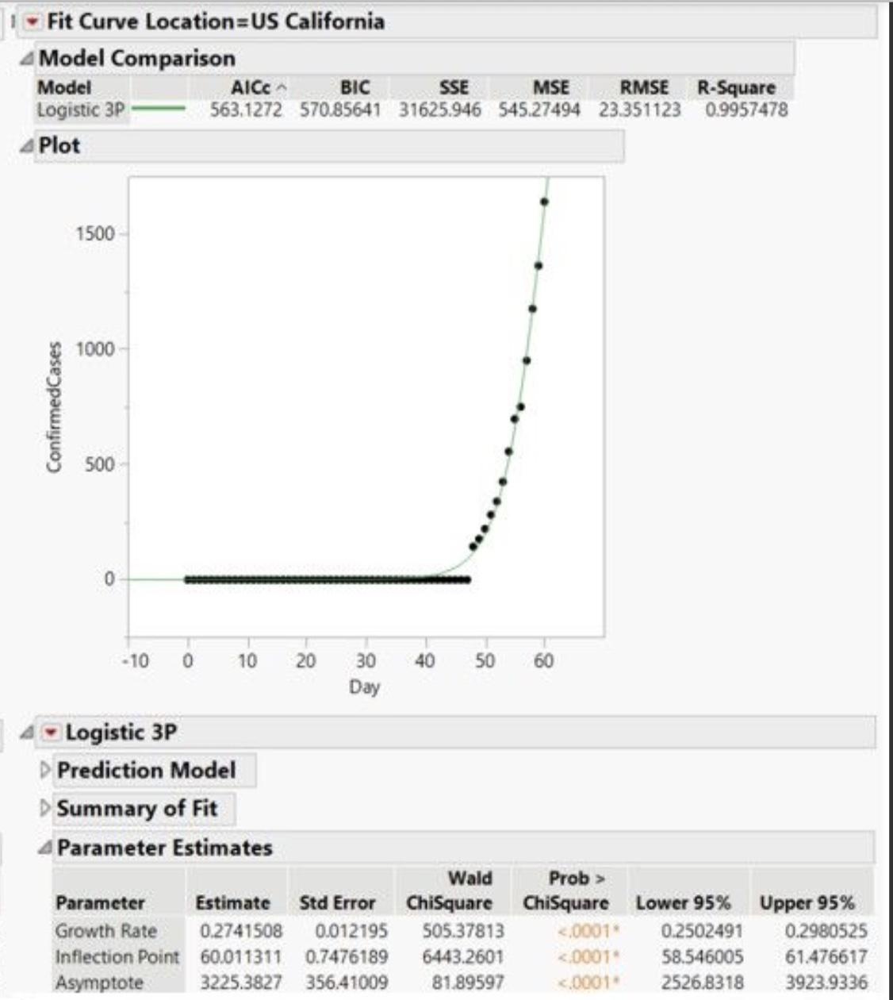 Fit Curve Location=US California
Model Comparison
Model AICc BIC SSE MSE RMSE R-Square
Logistic 3P 563.1272 570.85641 31625.946 545.27494 23.351123 0.9957478
Plot
1500
1000
500
0
ConfirmedCases
-10 0 10 20 30 40 50 60
Day
Logistic 3P
Prediction Model
Summary of Fit
Parameter Estimates
Wald Prob >
Parameter Estimate Std Error ChiSquare ChiSquare Lower 95% Upper 95%
Growth Rate 0.2741508 0.012195 505.37813 <.0001* 0.2502491 0.2980525
Inflection Point 60.011311 0.7476189 6443.2601 <.0001* 58.546005 61.476617
Asymptote 3225.3827 356.41009 81.89597 <.0001* 2526.8318 3923.9336